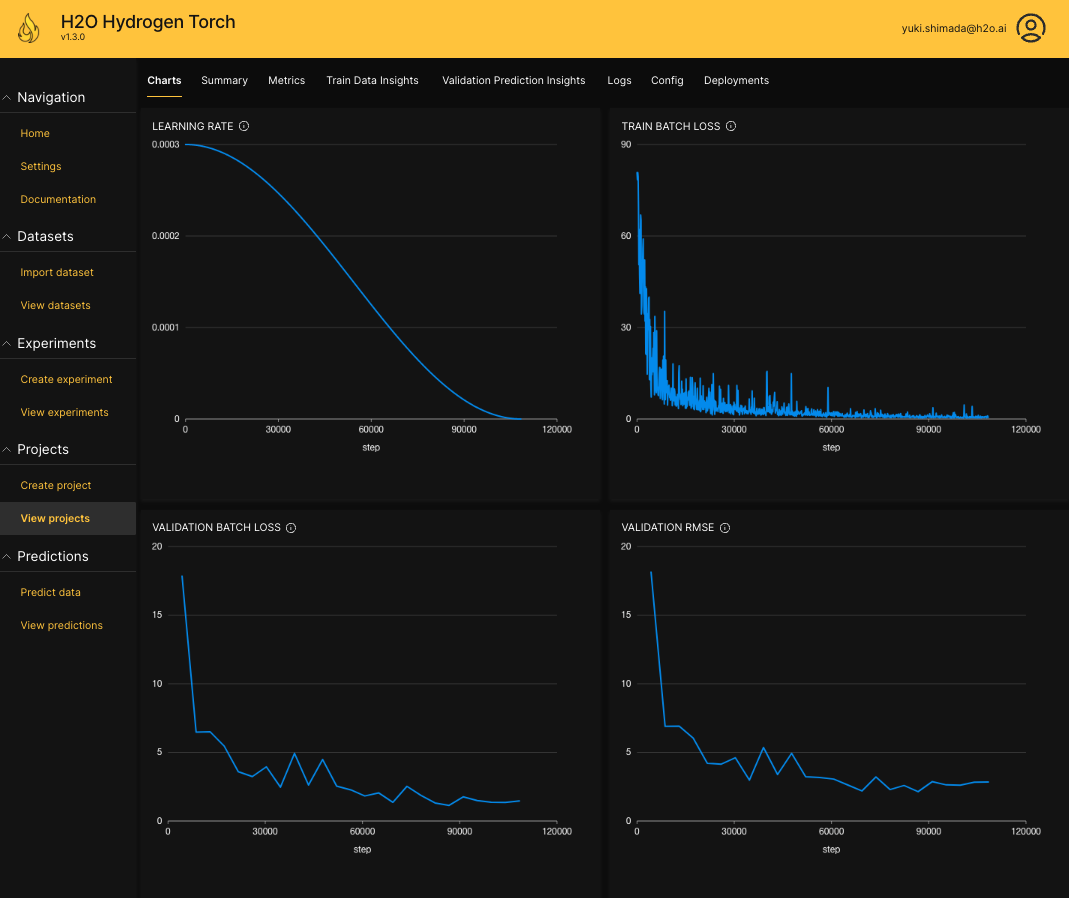 H2O Hydrogen Torch
v1.3.0
yuki.shimada@h2o.ai
Navigation
Home
Settings
Documentation
Datasets
Import dataset
View datasets
Experiments
Create experiment
View experiments
Projects
Create project
View projects
Predictions
Predict data
View predictions
Charts Summary Metrics Train Data Insights Validation Prediction Insights Logs Config Deployments
LEARNING RATE
0.0003
0.0002
0.0001
0
0 30000 60000 90000 120000
step
TRAIN BATCH LOSS
90
60
30
0
0 30000 60000 90000 120000
step
VALIDATION BATCH LOSS
20
15
10
5
0
0 30000 60000 90000 120000
step
VALIDATION RMSE
20
15
10
5
0
0 30000 60000 90000 120000
step